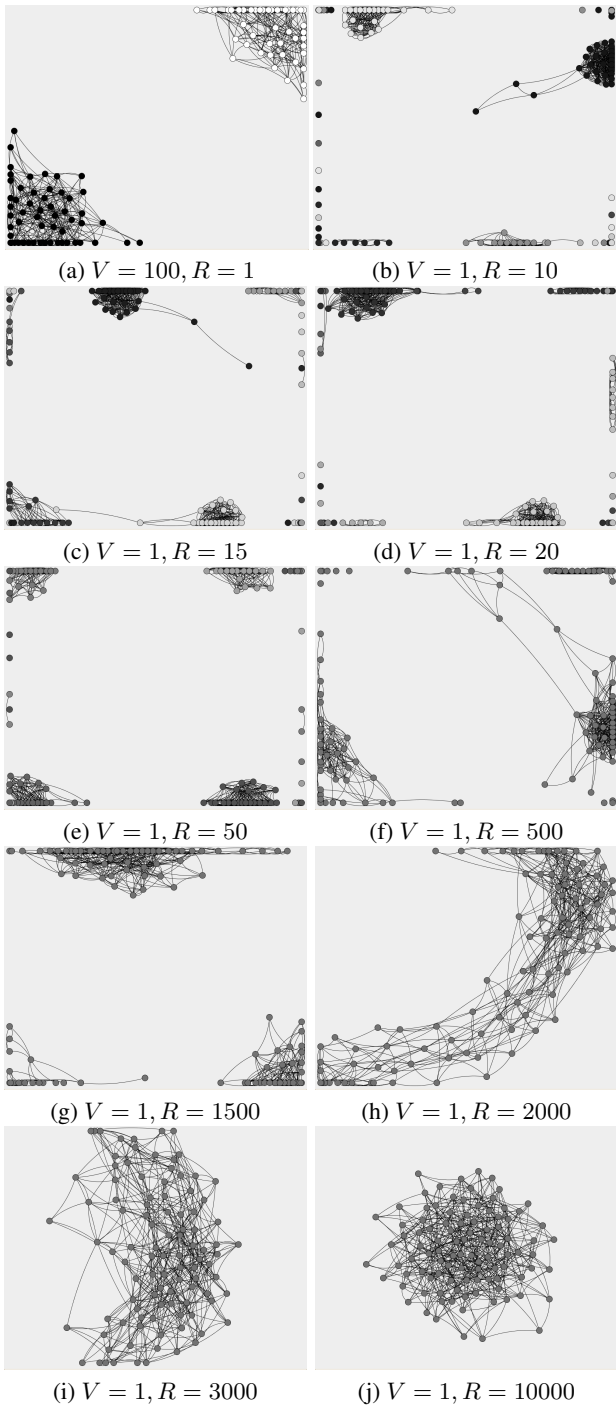 (a) V = 100, R = 1
(b) V = 1, R = 10
(c) V = 1, R = 15
(d) V = 1, R = 20
(e) V = 1, R = 50
(f) V = 1, R = 500
(g) V = 1, R = 1500
(h) V = 1, R = 2000
(i) V = 1, R = 3000
(j) V = 1, R = 10000